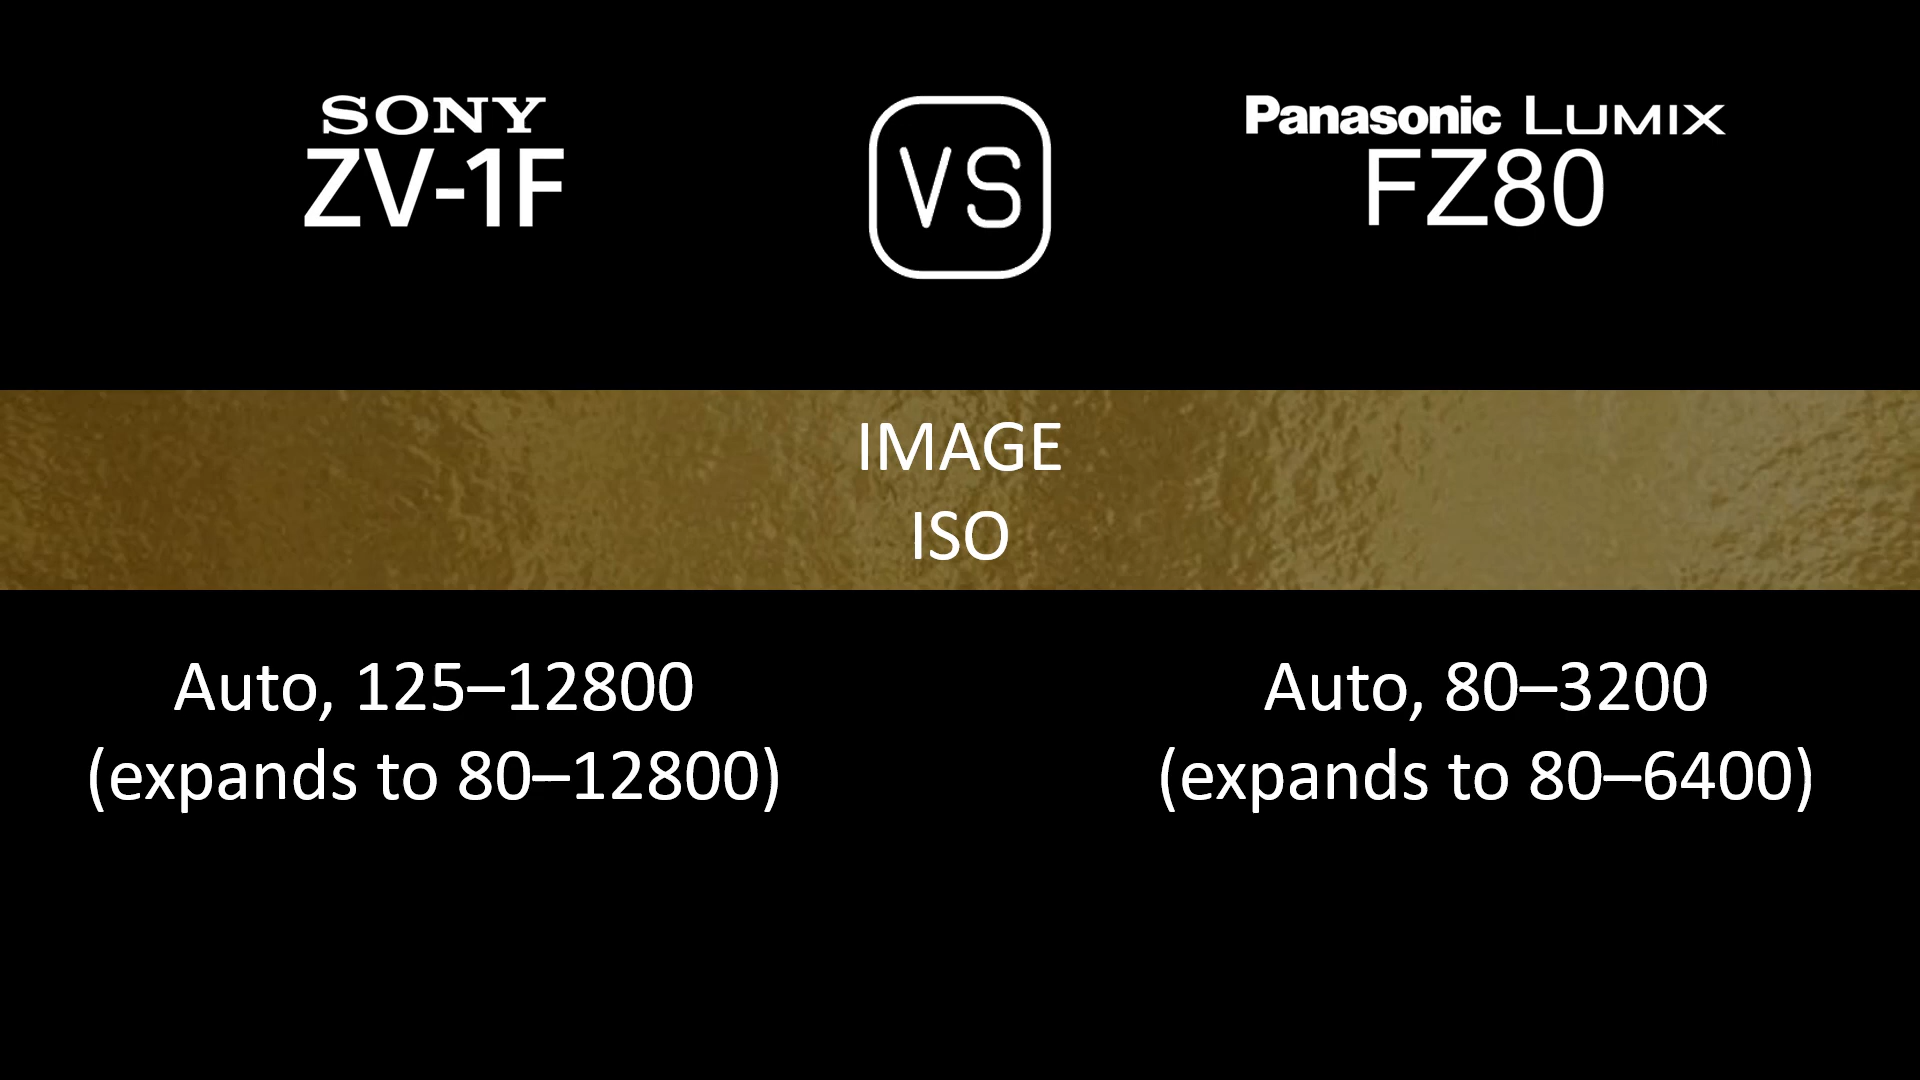 SONY
ZV-1F
VS
Panasonic LUMIX
FZ80
IMAGE
ISO
Auto, 125–12800
(expands to 80–12800)
Auto, 80–3200
(expands to 80–6400)